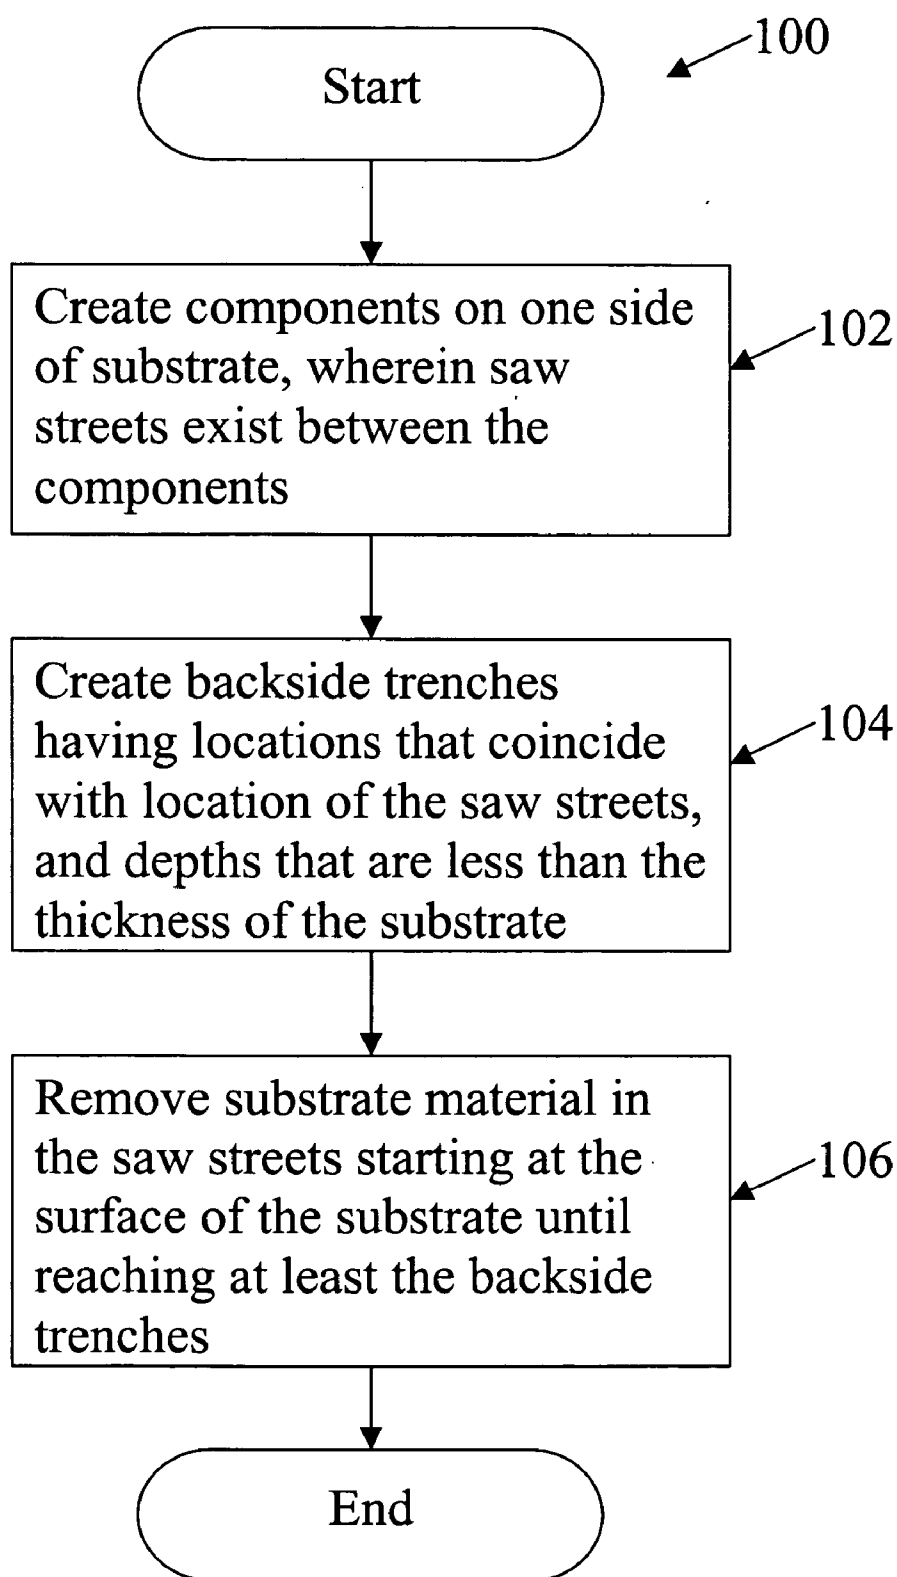 100
Start
Create components on one side
of substrate, wherein saw
streets exist between the
components
102
Create backside trenches
having locations that coincide
with location of the saw streets,
and depths that are less than the
thickness of the substrate
104
Remove substrate material in
the saw streets starting at the
surface of the substrate until
reaching at least the backside
trenches
106
End